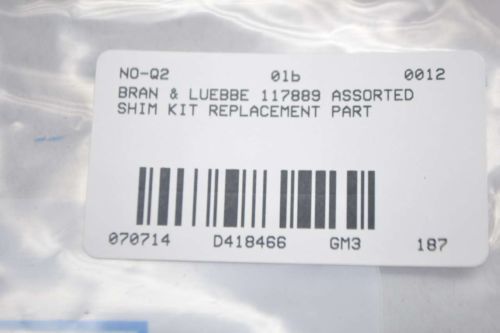 NO-Q2 01b 0012
BRAN & LUEBBE 117889 ASSORTED
SHIM KIT REPLACEMENT PART
070714 D418466 GM3 187